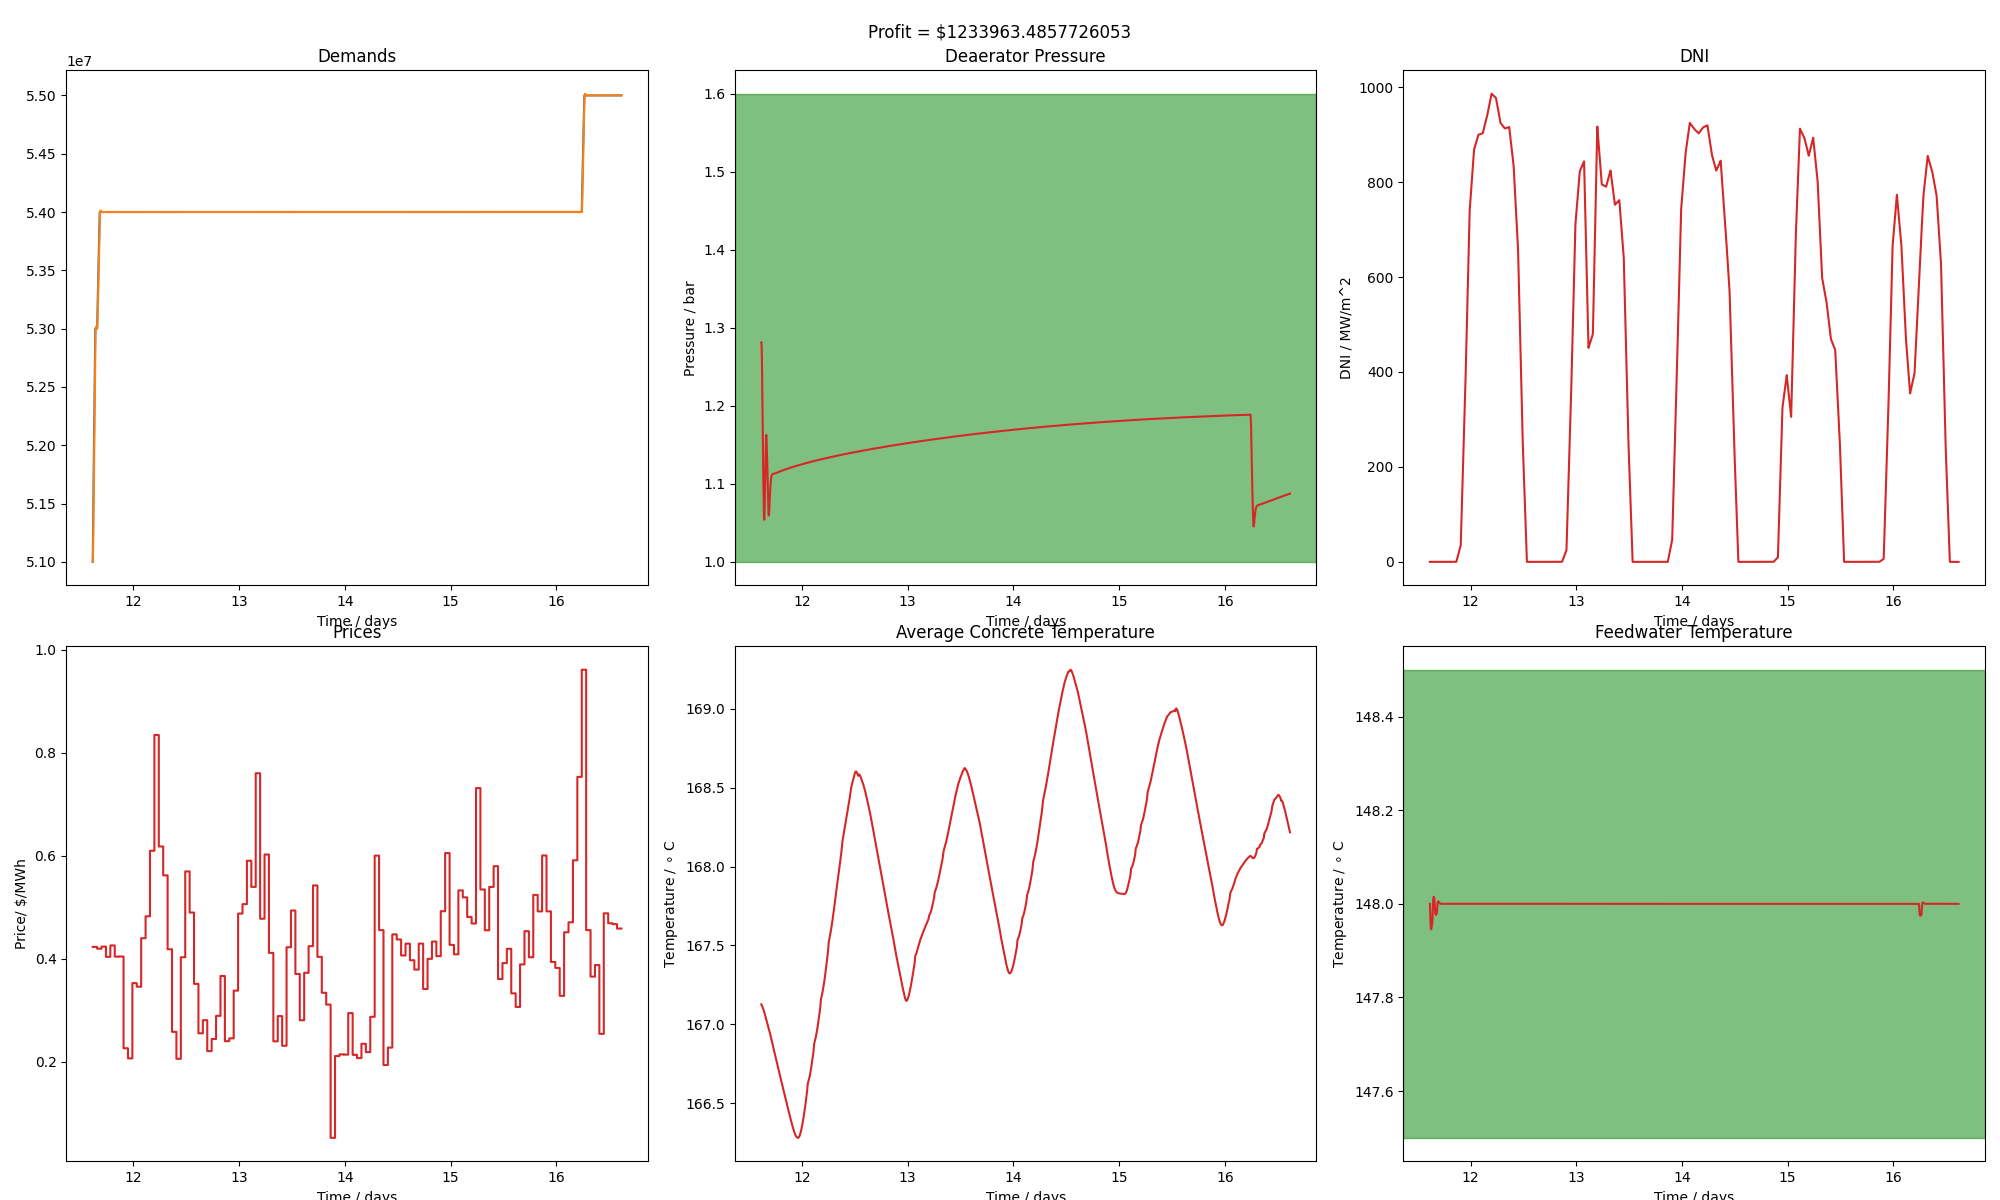 Profit = $1233963.4857726053
Demands
1e7
5.50
5.45
5.40
5.35
5.30
5.25
5.20
5.15
5.10
12 13 14 15 16
Time / days
Deaerator Pressure
Pressure / bar
1.6
1.5
1.4
1.3
1.2
1.1
1.0
12 13 14 15 16
Time / days
DNI
DNI / MW/m^2
1000
800
600
400
200
0
12 13 14 15 16
Time / days
Prices
Price/ $/MWh
1.0
0.8
0.6
0.4
0.2
12 13 14 15 16
Time / days
Average Concrete Temperature
Temperature / ∘ C
169.0
168.5
168.0
167.5
167.0
166.5
12 13 14 15 16
Time / days
Feedwater Temperature
Temperature / ∘ C
148.4
148.2
148.0
147.8
147.6
12 13 14 15 16
Time / days